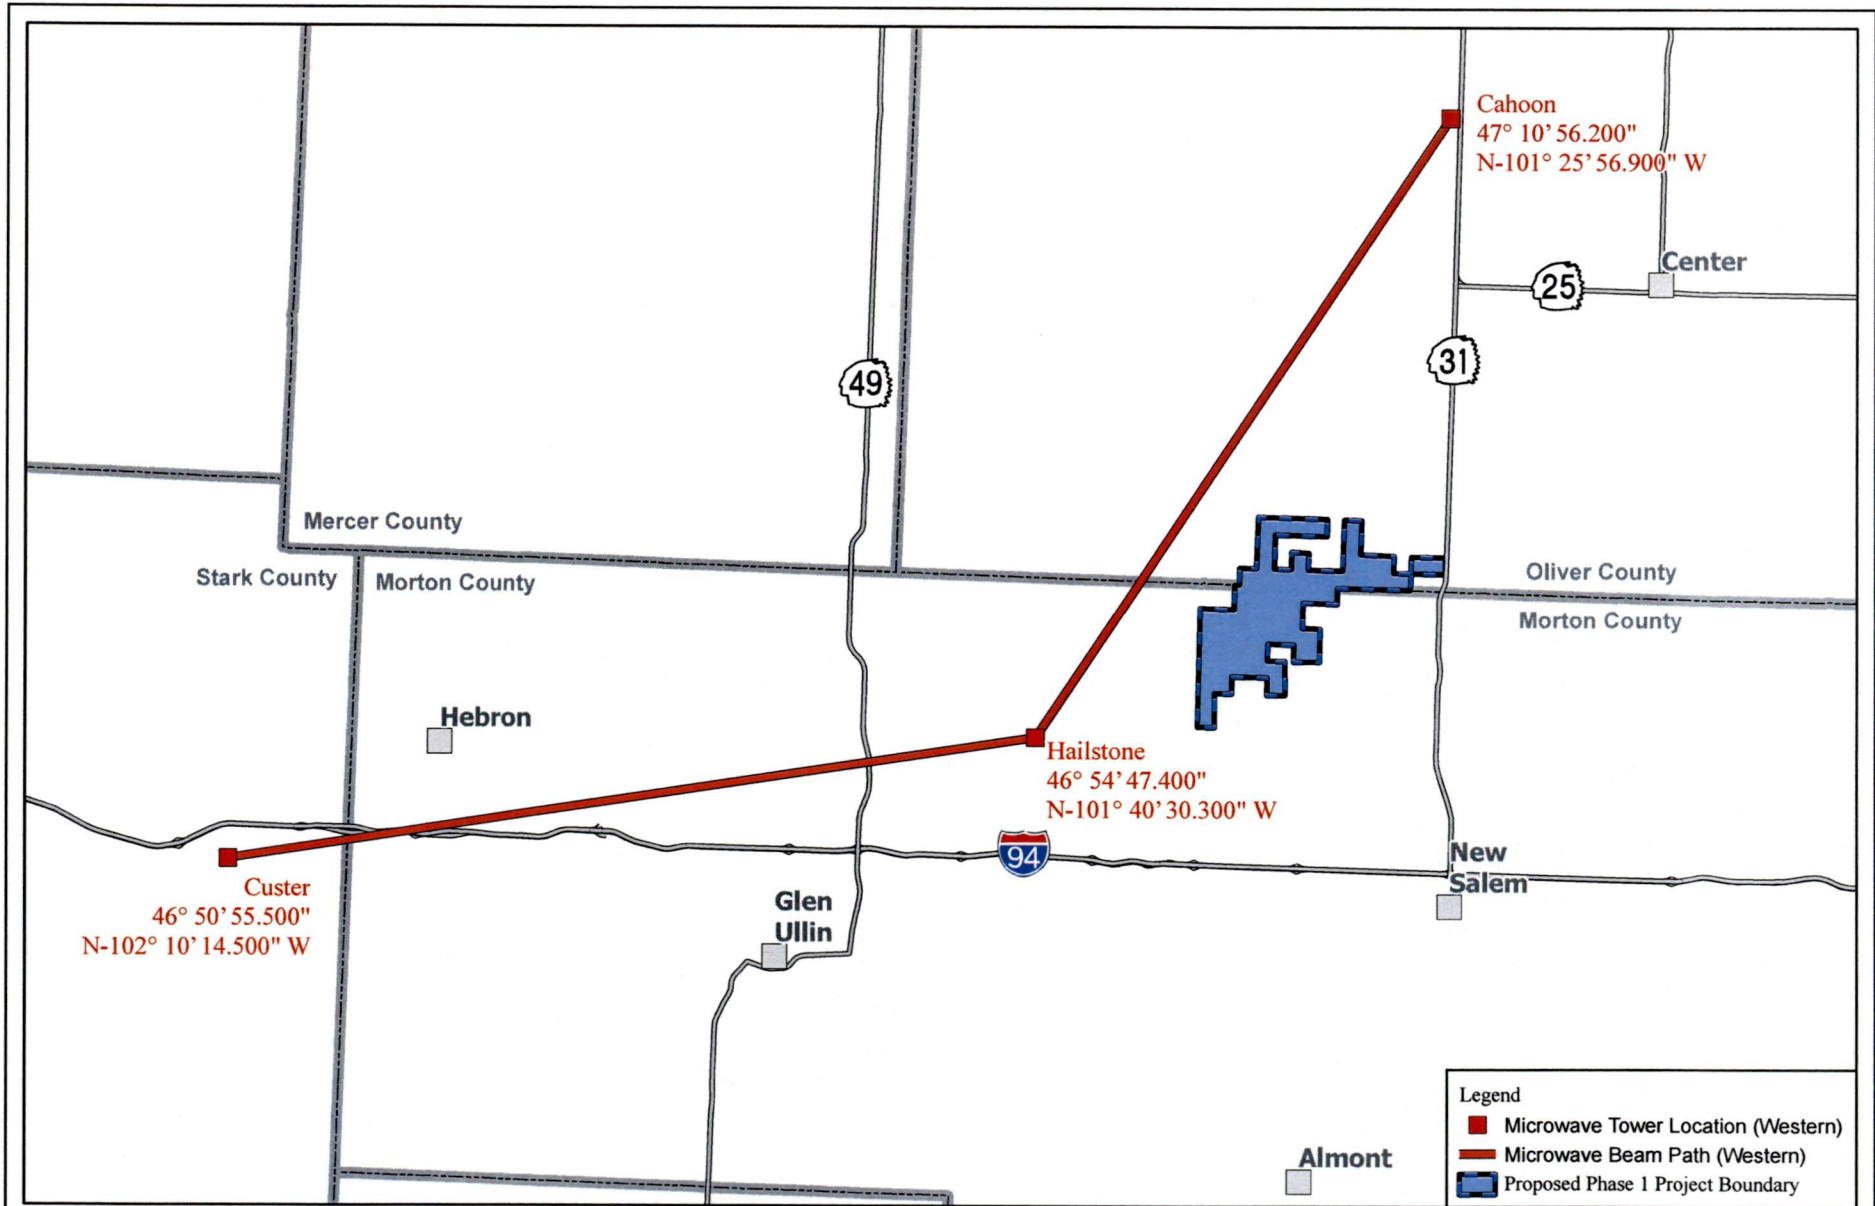 Cahoon
47° 10' 56.200"
N-101° 25' 56.900" W
Center
25
31
49
Mercer County
Stark County
Morton County
Oliver County
Morton County
Hebron
Hailstone
46° 54' 47.400"
N-101° 40' 30.300" W
94
New
Salem
Custer
46° 50' 55.500"
N-102° 10' 14.500" W
Glen
Ullin
Almont
Legend
Microwave Tower Location (Western)
Microwave Beam Path (Western)
Proposed Phase 1 Project Boundary